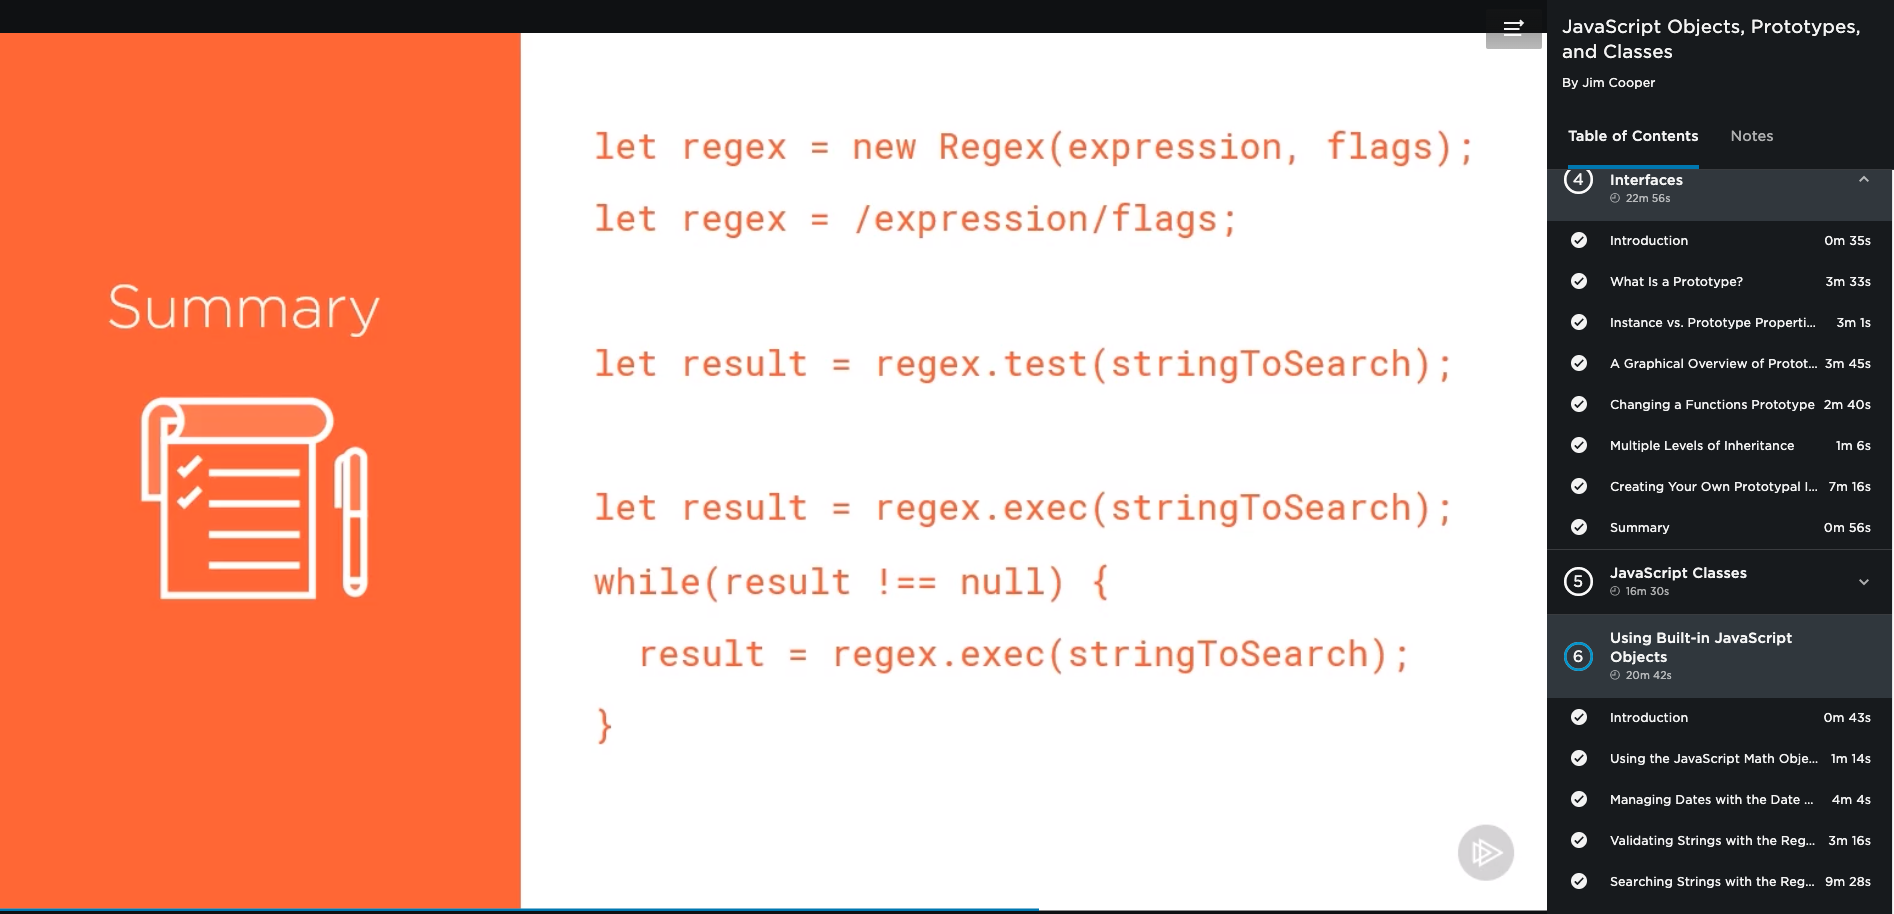 Summary
let regex = new Regex(expression, flags);
let regex = /expression/flags;
let result = regex.test(stringToSearch);
let result = regex.exec(stringToSearch);
while(result !== null) {
result = regex.exec(stringToSearch);
}
JavaScript Objects, Prototypes,
and Classes
By Jim Cooper
Table of Contents Notes
4 Interfaces
22m 56s
Introduction 0m 35s
What Is a Prototype? 3m 33s
Instance vs. Prototype Properti... 3m 1s
A Graphical Overview of Protot... 3m 45s
Changing a Functions Prototype 2m 40s
Multiple Levels of Inheritance 1m 6s
Creating Your Own Prototypal I... 7m 16s
Summary 0m 56s
5 JavaScript Classes
16m 30s
Using Built-in JavaScript
6 Objects
20m 42s
Introduction 0m 43s
Using the JavaScript Math Obje... 1m 14s
Managing Dates with the Date ... 4m 4s
Validating Strings with the Reg... 3m 16s
Searching Strings with the Reg... 9m 28s